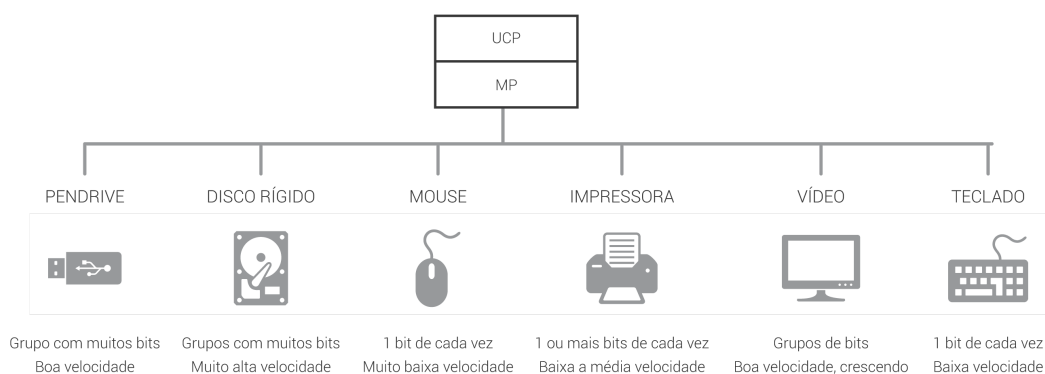 UCP
MP
PENDRIVE
DISCO RÍGIDO
MOUSE
IMPRESSORA
VÍDEO
TECLADO
Grupo com muitos bits
Boa velocidade
Grupos com muitos bits
Muito alta velocidade
1 bit de cada vez
Muito baixa velocidade
1 ou mais bits de cada vez
Baixa a média velocidade
Grupos de bits
Boa velocidade, crescendo
1 bit de cada vez
Baixa velocidade